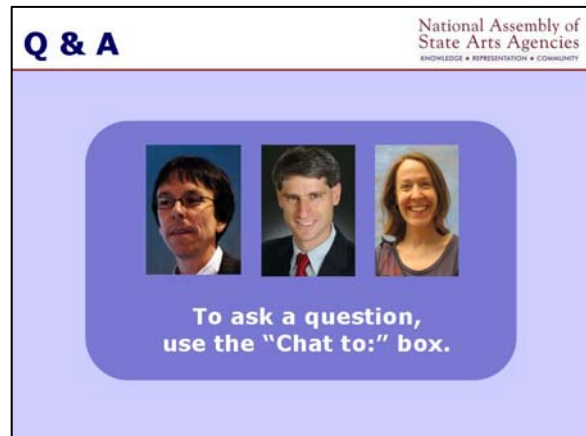 Q & A
National Assembly of
State Arts Agencies
KNOWLEDGE ★ REPRESENTATION ★ COMMUNITY
To ask a question,
use the “Chat to:” box.